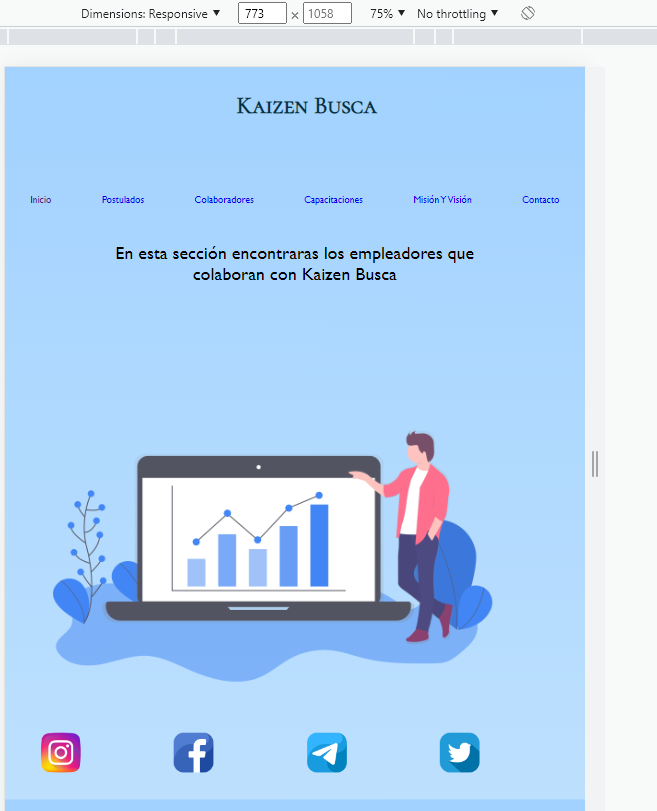 Dimensions: Responsive 773 × 1058 75% No throttling
Kaizen Busca
Inicio Postulados Colaboradores Capacitaciones Misión Y Visión Contacto
En esta sección encontraras los empleadores que
colaboran con Kaizen Busca